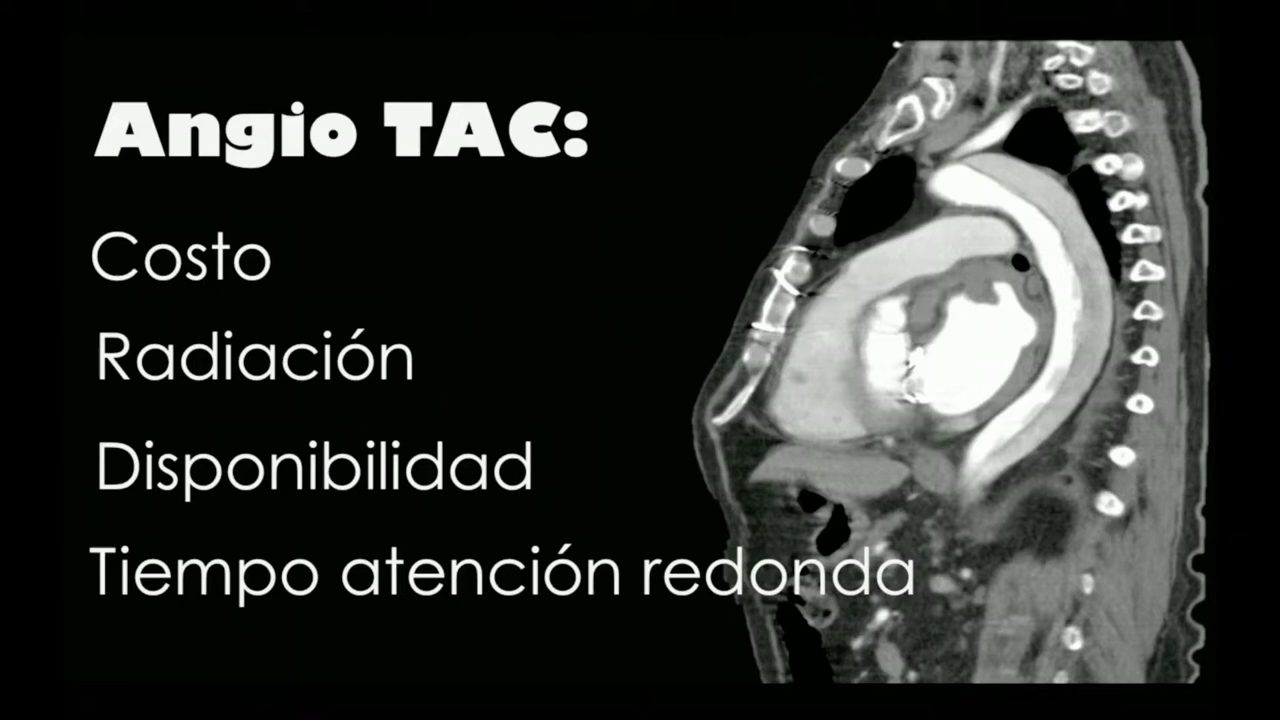 Angio TAC:
Costo
Radiación
Disponibilidad
Tiempo atención redonda